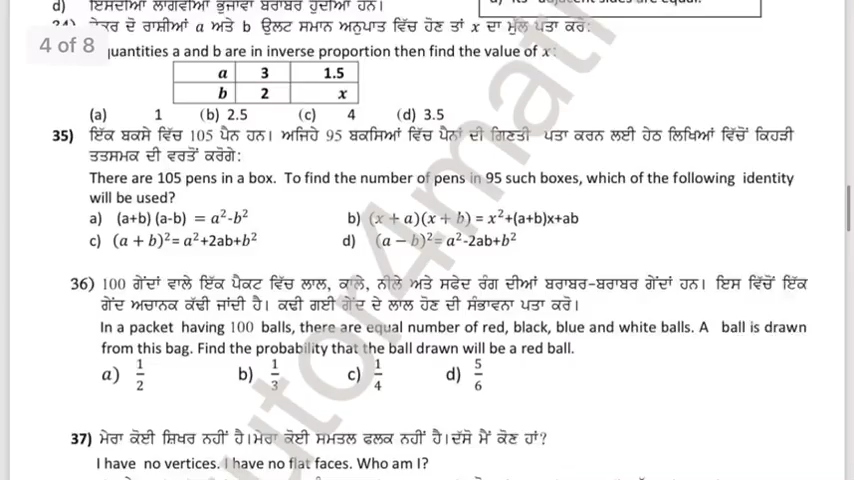 d) ਇਸਦੀਆਂ ਲਾਗਵੀਆਂ ਭੁਜਾਵਾਂ ਬਰਾਬਰ ਹੁੰਦੀਆਂ ਹਨ।
ਦੋ ਰਾਸ਼ੀਆਂ a ਅਤੇ b ਉਲਟ ਸਮਾਨ ਅਨੁਪਾਤ ਵਿੱਚ ਹੋਣ ਤਾਂ x ਦਾ ਮੁੱਲ ਪਤਾ ਕਰੋ:
4 of 8
quantities a and b are in inverse proportion then find the value of x:
a 3 1.5
b 2 x
(a) 1 (b) 2.5 (c) 4 (d) 3.5
35) ਇੱਕ ਬਕਸੇ ਵਿੱਚ 105 ਪੈਨ ਹਨ। ਅਜਿਹੇ 95 ਬਕਸਿਆਂ ਵਿੱਚ ਪੈਨਾਂ ਦੀ ਗਿਣਤੀ ਪਤਾ ਕਰਨ ਲਈ ਹੇਠ ਲਿਖਿਆਂ ਵਿੱਚੋਂ ਕਿਹੜੀ
ਤਤਸਮਕ ਦੀ ਵਰਤੋਂ ਕਰੋਗੇ:
There are 105 pens in a box. To find the number of pens in 95 such boxes, which of the following identity
will be used?
a) (a+b) (a-b) = a²-b² b) (x + a)(x + b) = x²+(a+b)x+ab
c) (a + b)²= a²+2ab+b² d) (a − b)²= a²-2ab+b²
36) 100 ਗੇਂਦਾਂ ਵਾਲੇ ਇੱਕ ਪੈਕਟ ਵਿੱਚ ਲਾਲ, ਕਾਲੇ, ਨੀਲੇ ਅਤੇ ਸਫੇਦ ਰੰਗ ਦੀਆਂ ਬਰਾਬਰ-ਬਰਾਬਰ ਗੇਂਦਾਂ ਹਨ। ਇਸ ਵਿੱਚੋਂ ਇੱਕ
ਗੇਂਦ ਅਚਾਨਕ ਕੱਢੀ ਜਾਂਦੀ ਹੈ। ਕਢੀ ਗਈ ਗੇਂਦ ਦੇ ਲਾਲ ਹੋਣ ਦੀ ਸੰਭਾਵਨਾ ਪਤਾ ਕਰੋ।
In a packet having 100 balls, there are equal number of red, black, blue and white balls. A ball is drawn
from this bag. Find the probability that the ball drawn will be a red ball.
a) 1/2 b) 1/3 c) 1/4 d) 5/6
37) ਮੇਰਾ ਕੋਈ ਸ਼ਿਖਰ ਨਹੀਂ ਹੈ।ਮੇਰਾ ਕੋਈ ਸਮਤਲ ਫਲਕ ਨਹੀਂ ਹੈ।ਦੱਸੋ ਮੈਂ ਕੋਣ ਹਾਂ?
I have no vertices. I have no flat faces. Who am I?